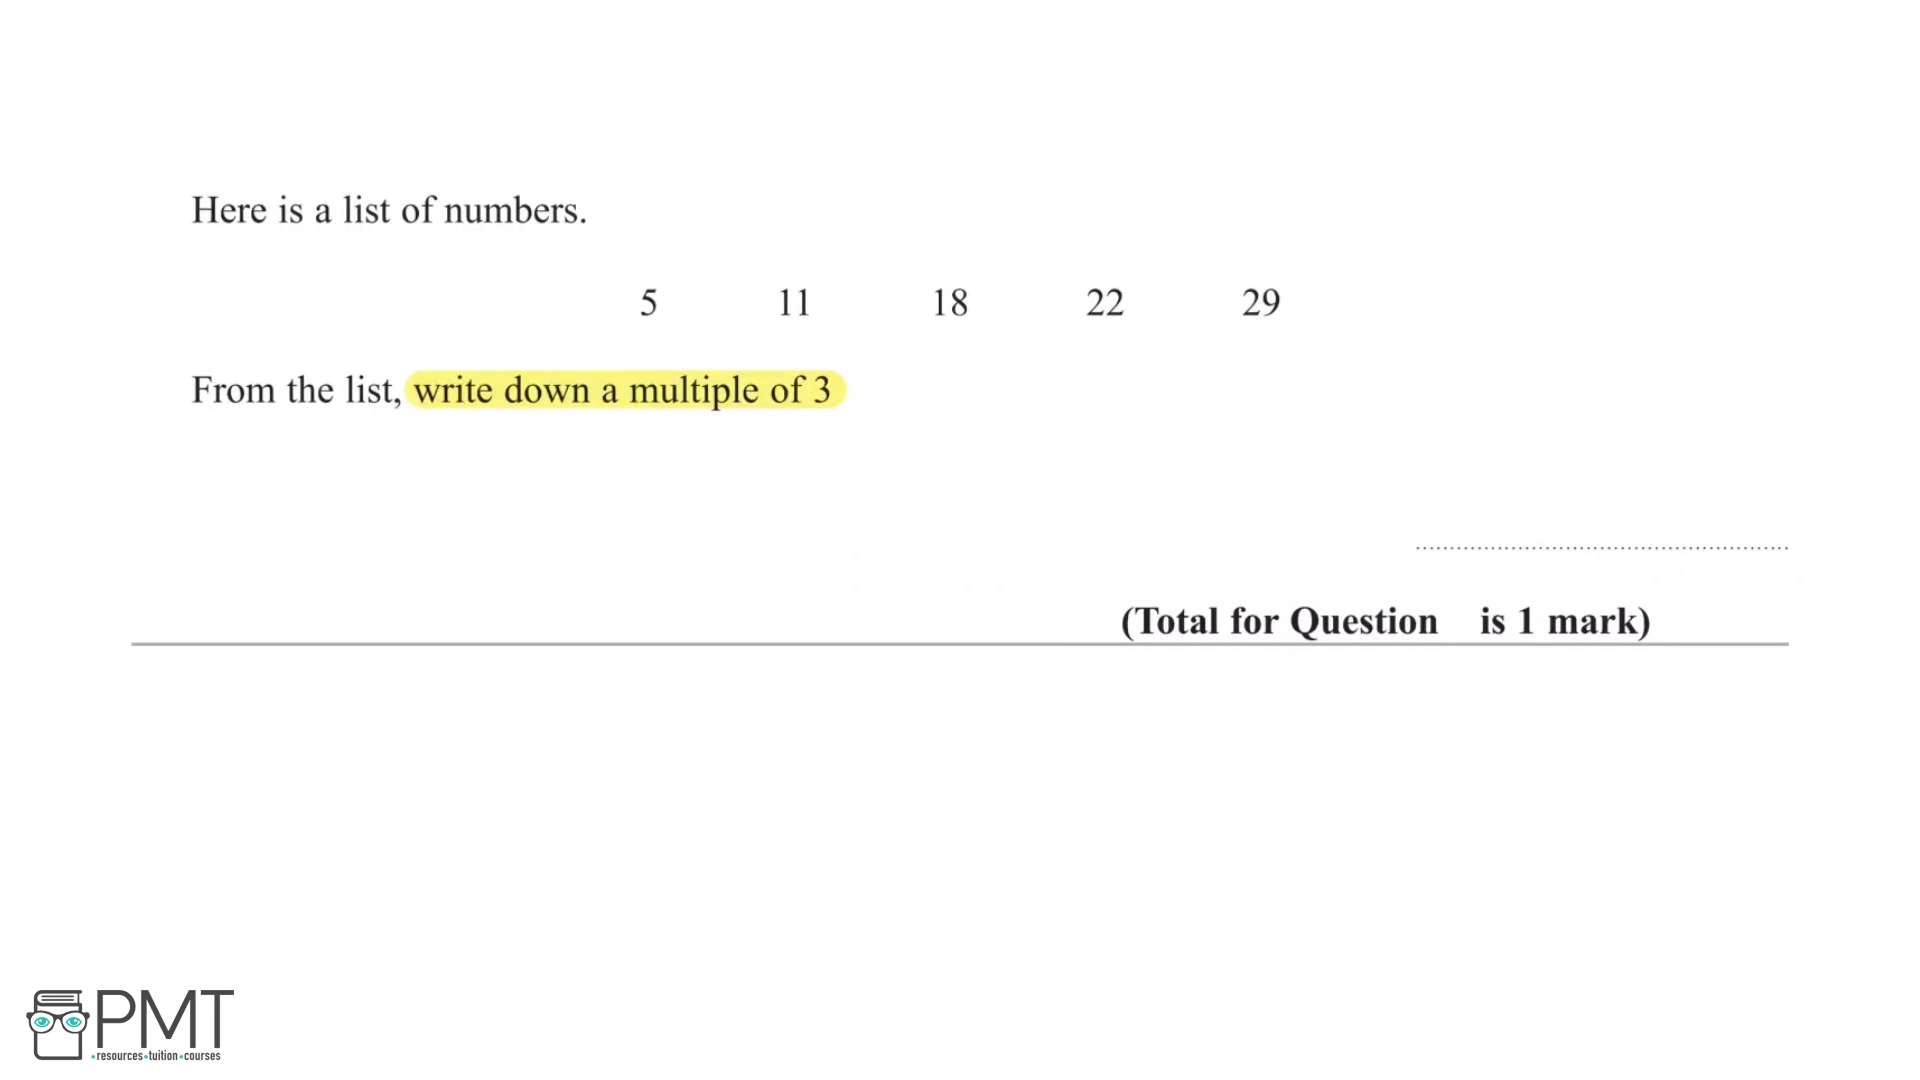 Here is a list of numbers.
5 11 18 22 29
From the list, write down a multiple of 3
(Total for Question is 1 mark)
PMT
•resources•tuition•courses